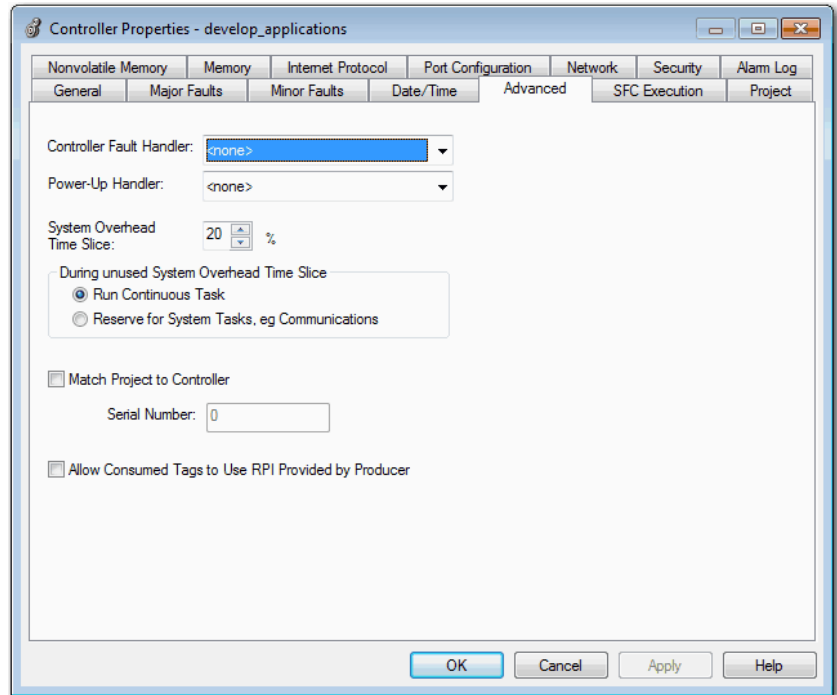 Controller Properties - develop_applications
Nonvolatile Memory Memory Internet Protocol Port Configuration Network Security Alarm Log
General Major Faults Minor Faults Date/Time Advanced SFC Execution Project
Controller Fault Handler: <none>
Power-Up Handler: <none>
System Overhead
Time Slice: 20 %
During unused System Overhead Time Slice
Run Continuous Task
Reserve for System Tasks, eg Communications
Match Project to Controller
Serial Number: 0
Allow Consumed Tags to Use RPI Provided by Producer
OK Cancel Apply Help